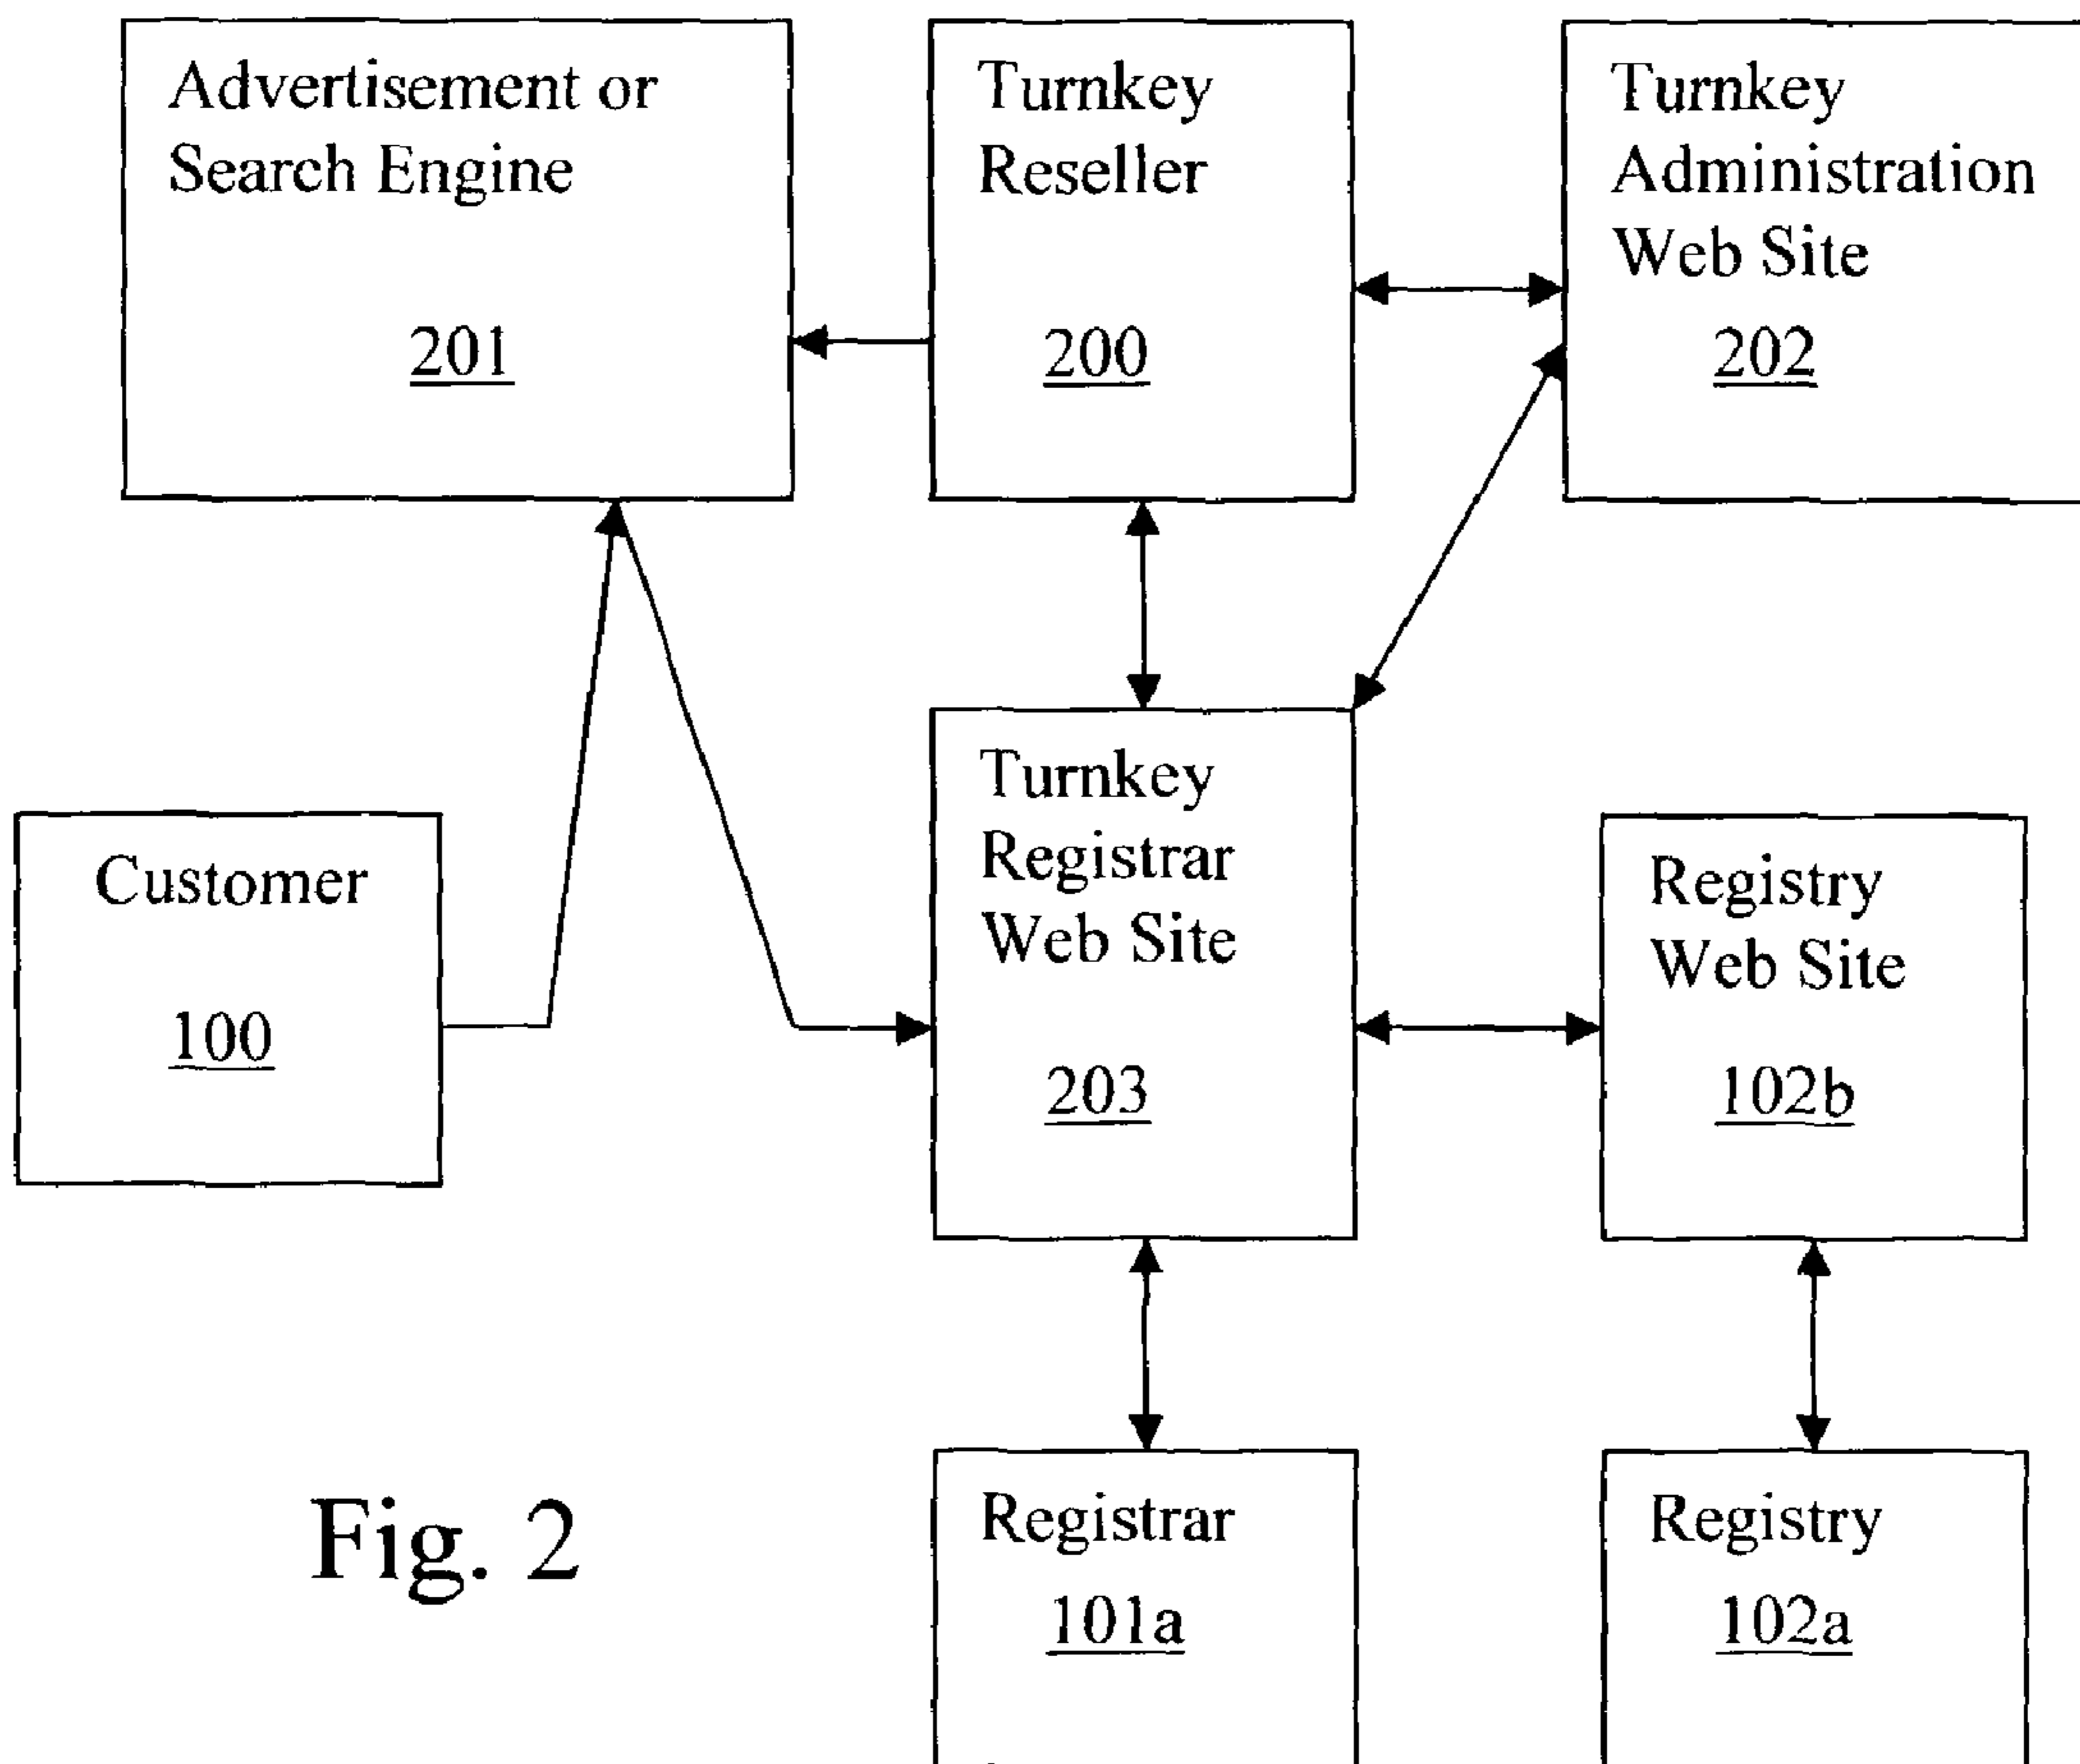 Advertisement or
Search Engine
201
Turnkey
Reseller
200
Turnkey
Administration
Web Site
202
Customer
100
Turnkey
Registrar
Web Site
203
Registry
Web Site
102b
Registrar
101a
Registry
102a
Fig. 2